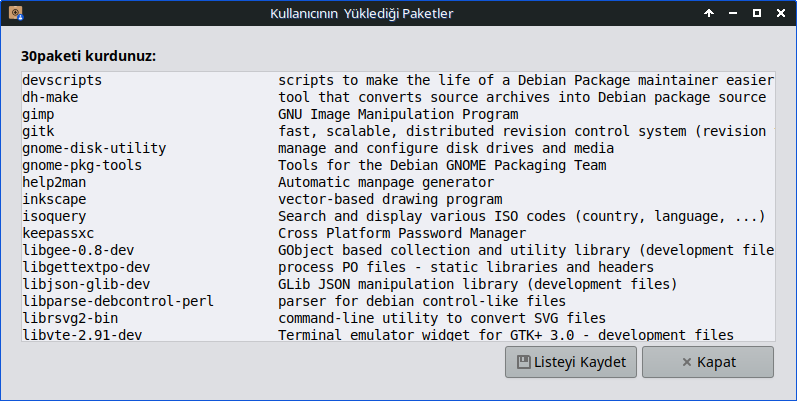 Kullanıcının Yüklediği Paketler
30paketi kurdunuz:
devscripts scripts to make the life of a Debian Package maintainer easier
dh-make tool that converts source archives into Debian package source
gimp GNU Image Manipulation Program
gitk fast, scalable, distributed revision control system (revision
gnome-disk-utility manage and configure disk drives and media
gnome-pkg-tools Tools for the Debian GNOME Packaging Team
help2man Automatic manpage generator
inkscape vector-based drawing program
isoquery Search and display various ISO codes (country, language, ...)
keepassxc Cross Platform Password Manager
libgee-0.8-dev GObject based collection and utility library (development file
libgettextpo-dev process PO files - static libraries and headers
libjson-glib-dev GLib JSON manipulation library (development files)
libparse-debcontrol-perl parser for debian control-like files
librsvg2-bin command-line utility to convert SVG files
libvte-2.91-dev Terminal emulator widget for GTK+ 3.0 - development files
Listeyi Kaydet Kapat